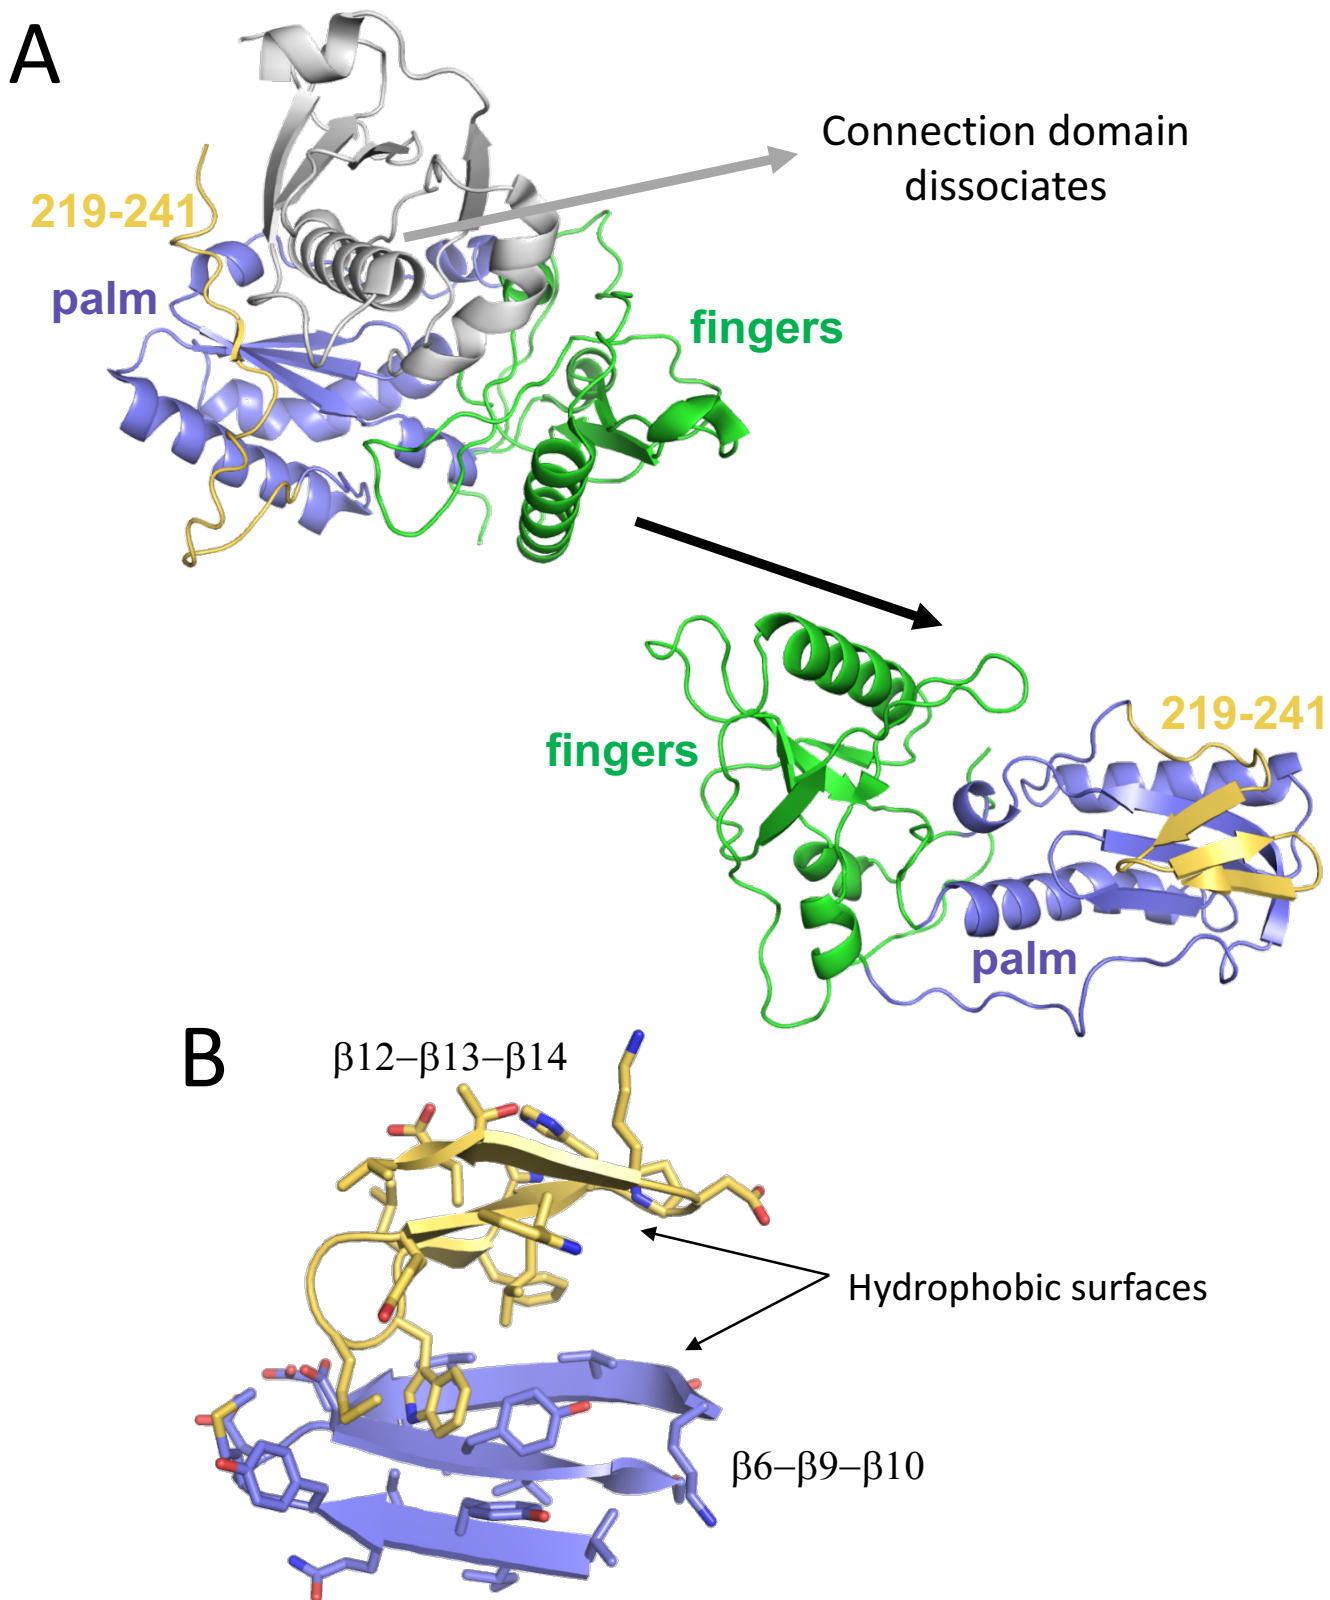 A
Connection domain
dissociates
219-241
palm
fingers
219-241
fingers
palm
B
β12–β13–β14
Hydrophobic surfaces
β6–β9–β10